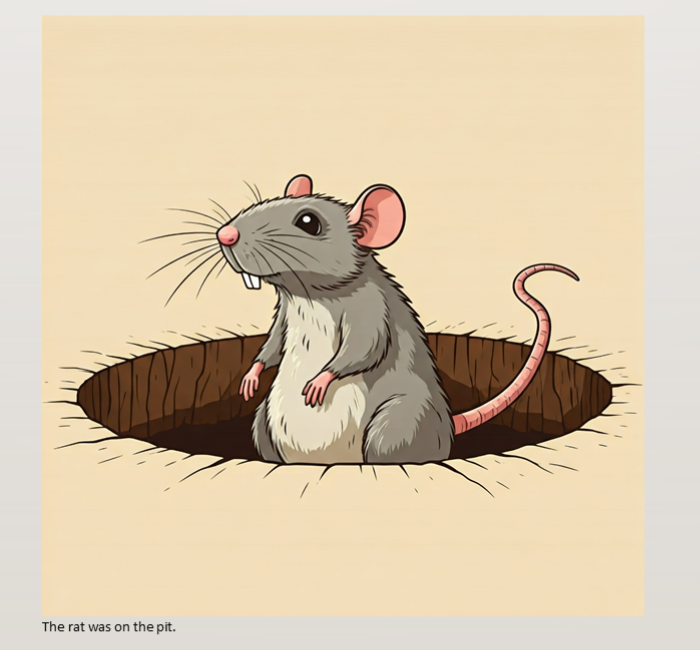 The rat was on the pit.